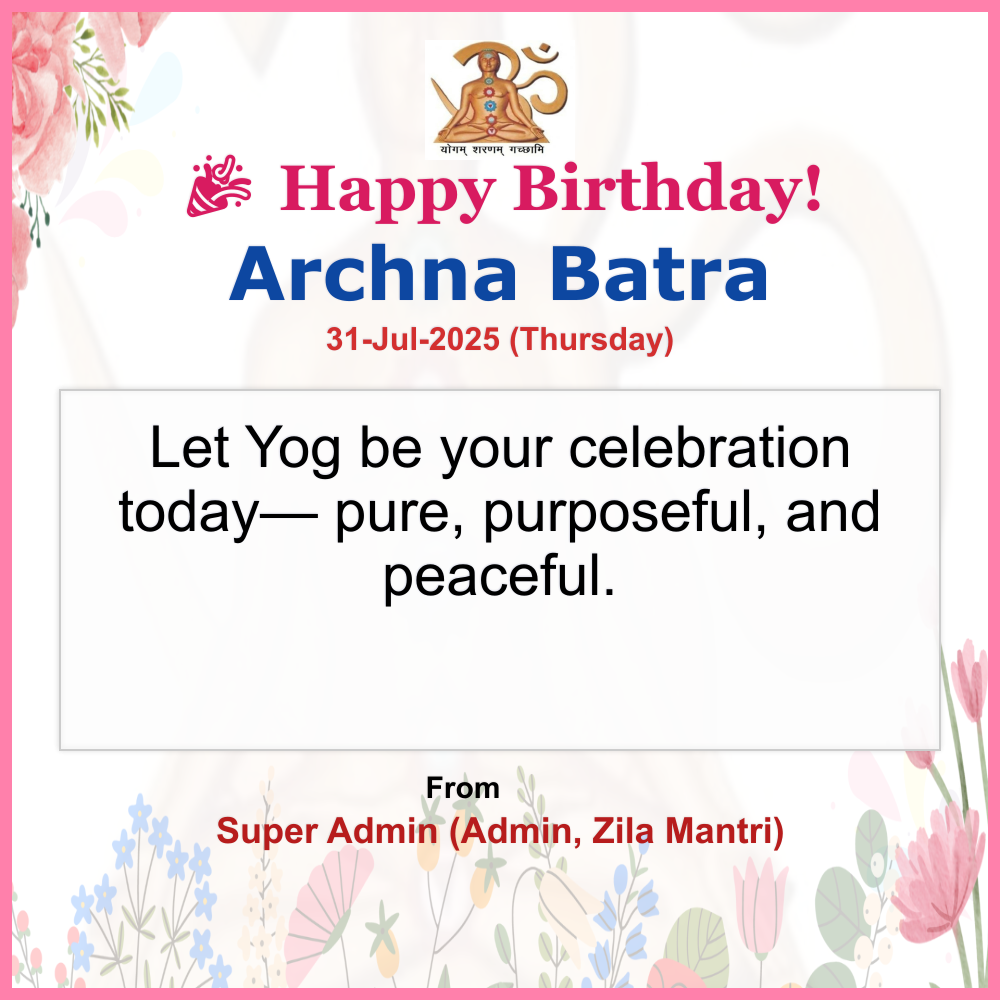 योगम् शरणम् गच्छामि
Happy Birthday!
Archna Batra
31-Jul-2025 (Thursday)
Let Yog be your celebration
today— pure, purposeful, and
peaceful.
From
Super Admin (Admin, Zila Mantri)